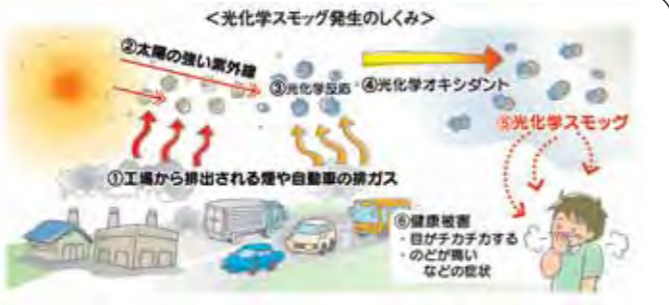 <光化学スモッグ発生のしくみ>
②太陽の強い紫外線
③光化学反応・④光化学オキシダント
⑤光化学スモッグ
①工場から排出される煙や自動車の排ガス
⑥健康被害
・目がチカチカする
・のどが痛い
などの症状